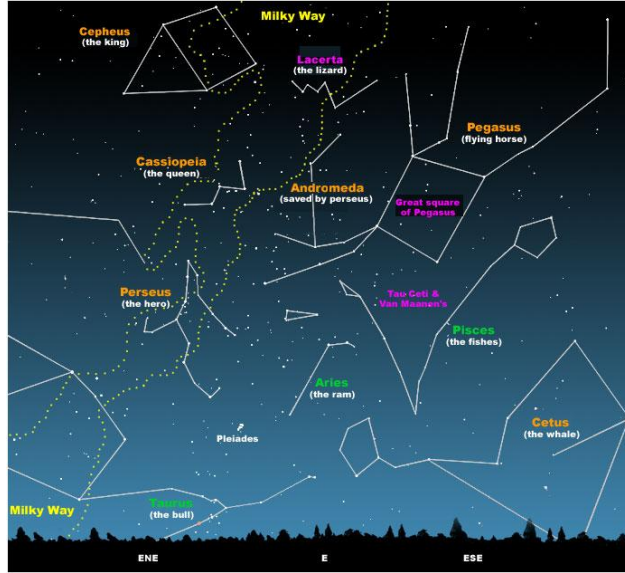 Milky Way
Cepheus
(the king)
Lacerta
(the lizard)
Pegasus
(flying horse)
Cassiopeia
(the queen)
Andromeda
(saved by perseus)
Great square
of Pegasus
Perseus
(the hero)
Tau Ceti &
Van Maanen's
Pisces
(the fishes)
Aries
(the ram)
Cetus
(the whale)
Pleiades
Taurus
(the bull)
Milky Way
ENE
E
ESE